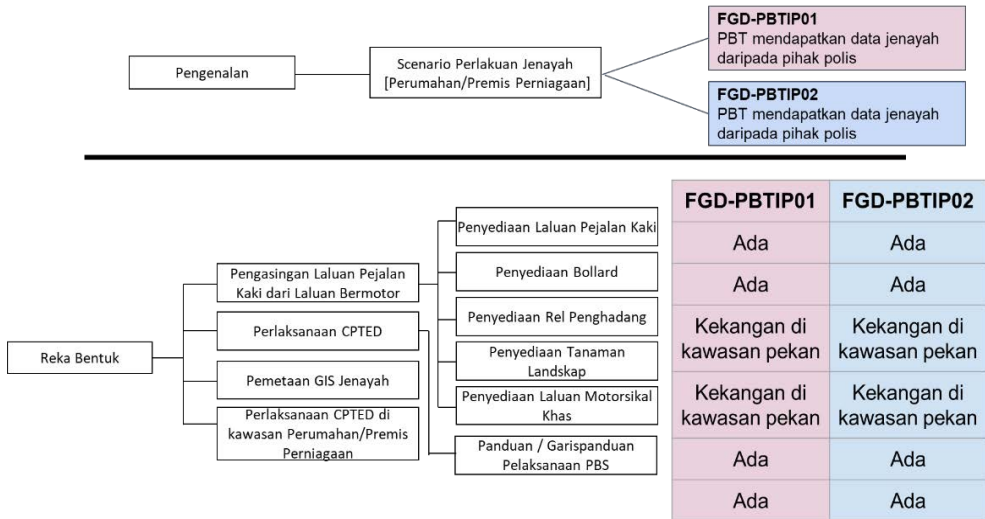 Pengenalan
Scenario Perlakuan Jenayah
[Perumahan/Premis Perniagaan]
FGD-PBTIP01
PBT mendapatkan data jenayah
daripada pihak polis
FGD-PBTIP02
PBT mendapatkan data jenayah
daripada pihak polis
Reka Bentuk
Pengasingan Laluan Pejalan
Kaki dari Laluan Bermotor
Perlaksanaan CPTED
Pemetaan GIS Jenayah
Perlaksanaan CPTED di
kawasan Perumahan/Premis
Perniagaan
Penyediaan Laluan Pejalan Kaki
Penyediaan Bollard
Penyediaan Rel Penghadang
Penyediaan Tanaman
Landskap
Penyediaan Laluan Motorsikal
Khas
Panduan / Garispanduan
Pelaksanaan PBS
FGD-PBTIP01 FGD-PBTIP02
Ada Ada
Ada Ada
Kekangan di Kekangan di
kawasan pekan kawasan pekan
Kekangan di Kekangan di
kawasan pekan kawasan pekan
Ada Ada
Ada Ada